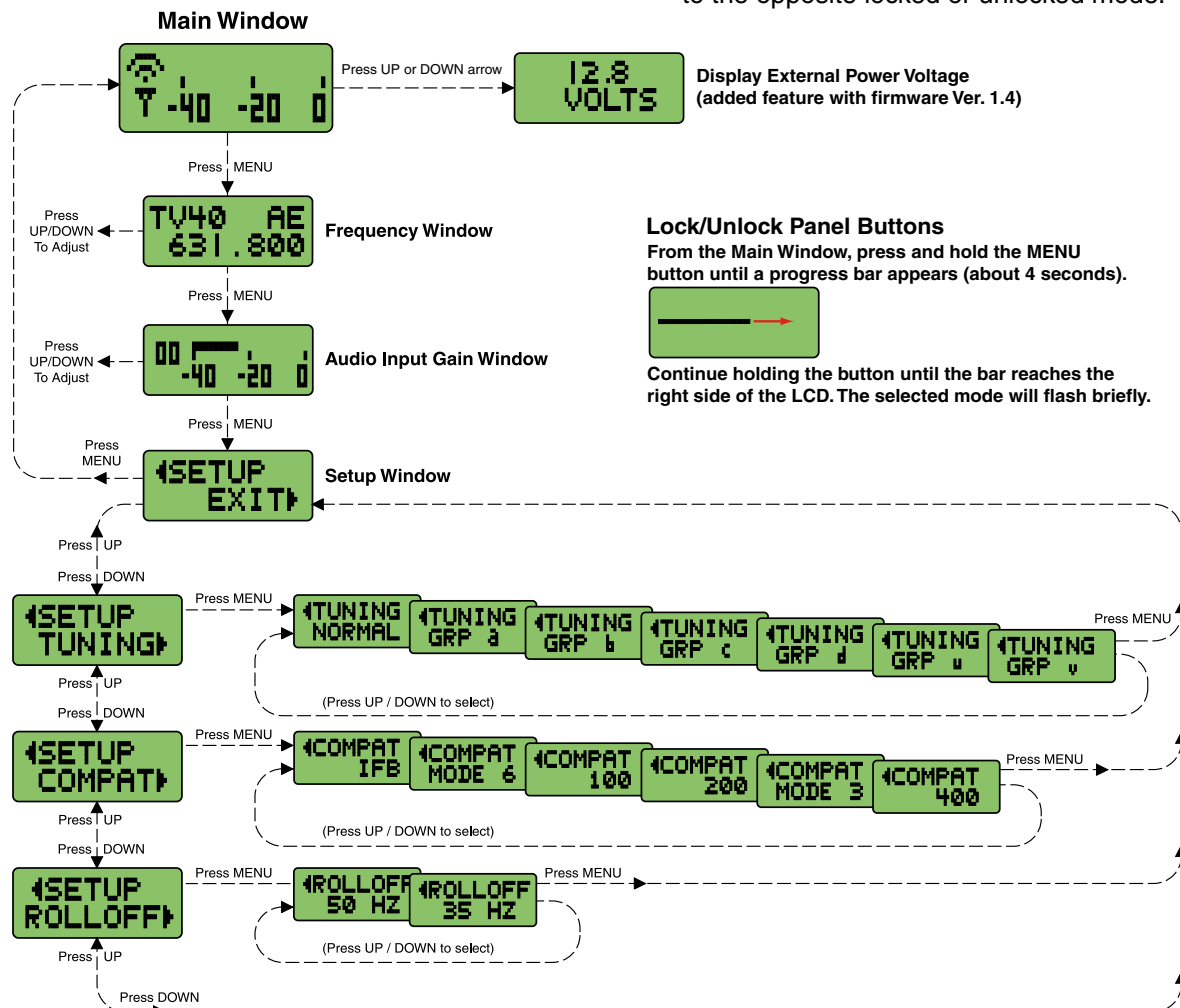 to the opposite locked or unlocked mode.
Main Window
-40 -20 0
Press UP or DOWN arrow
12.8
VOLTS
Display External Power Voltage
(added feature with firmware Ver. 1.4)
Press MENU
Press
UP/DOWN
To Adjust
TV40 AE
631.800
Frequency Window
Press MENU
Press
UP/DOWN
To Adjust
00
-40 -20 0
Audio Input Gain Window
Lock/Unlock Panel Buttons
From the Main Window, press and hold the MENU
button until a progress bar appears (about 4 seconds).
Continue holding the button until the bar reaches the
right side of the LCD. The selected mode will flash briefly.
Press MENU
Press
MENU
SETUP
EXIT
Setup Window
Press UP
Press DOWN
SETUP
TUNING
Press MENU
TUNING
NORMAL
TUNING
GRP a
TUNING
GRP b
TUNING
GRP c
TUNING
GRP d
TUNING
GRP u
TUNING
GRP v
Press MENU
(Press UP / DOWN to select)
Press UP
Press DOWN
SETUP
COMPAT
Press MENU
COMPAT
IFB
COMPAT
MODE 6
COMPAT
100
COMPAT
200
COMPAT
MODE 3
COMPAT
400
Press MENU
(Press UP / DOWN to select)
Press UP
Press DOWN
SETUP
ROLLOFF
Press MENU
ROLLOFF
50 HZ
ROLLOFF
35 HZ
Press MENU
(Press UP / DOWN to select)
Press UP
Press DOWN